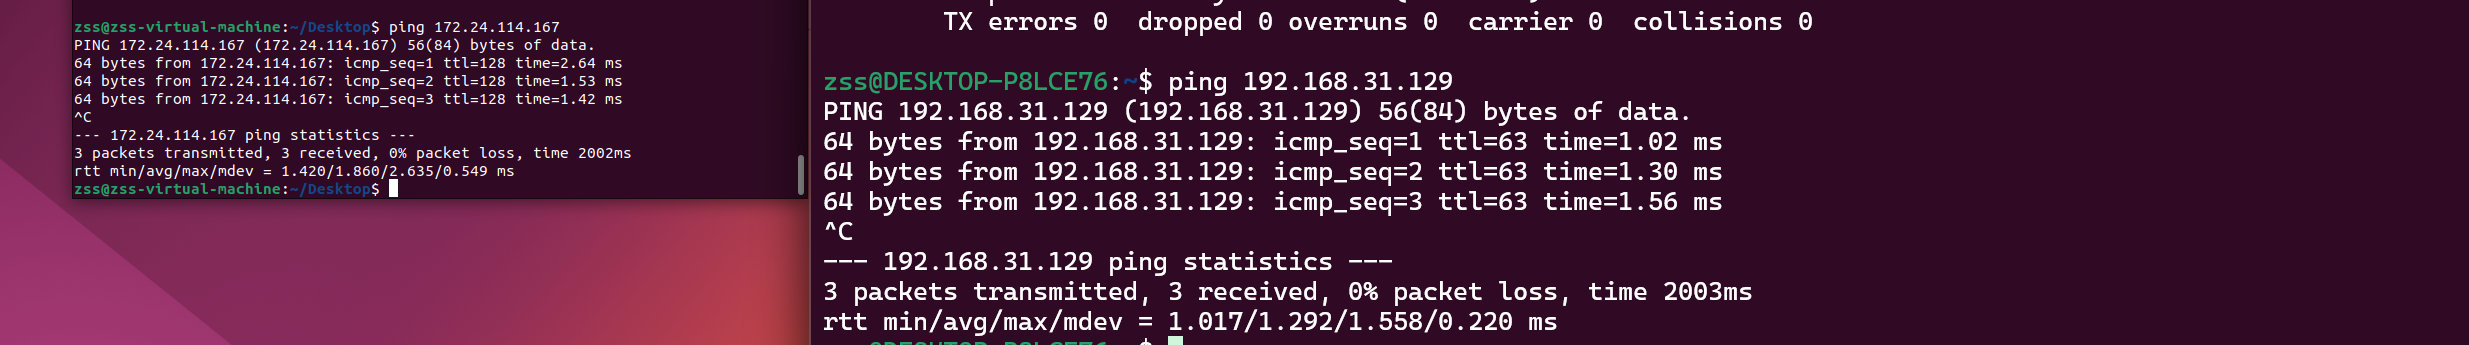 zss@zss-virtual-machine:~/Desktop$ ping 172.24.114.167
PING 172.24.114.167 (172.24.114.167) 56(84) bytes of data.
64 bytes from 172.24.114.167: icmp_seq=1 ttl=128 time=2.64 ms
64 bytes from 172.24.114.167: icmp_seq=2 ttl=128 time=1.53 ms
64 bytes from 172.24.114.167: icmp_seq=3 ttl=128 time=1.42 ms
^C
--- 172.24.114.167 ping statistics ---
3 packets transmitted, 3 received, 0% packet loss, time 2002ms
rtt min/avg/max/mdev = 1.420/1.860/2.635/0.549 ms
zss@zss-virtual-machine:~/Desktop$
TX errors 0  dropped 0 overruns 0  carrier 0  collisions 0
zss@DESKTOP-P8LCE76:~$ ping 192.168.31.129
PING 192.168.31.129 (192.168.31.129) 56(84) bytes of data.
64 bytes from 192.168.31.129: icmp_seq=1 ttl=63 time=1.02 ms
64 bytes from 192.168.31.129: icmp_seq=2 ttl=63 time=1.30 ms
64 bytes from 192.168.31.129: icmp_seq=3 ttl=63 time=1.56 ms
^C
--- 192.168.31.129 ping statistics ---
3 packets transmitted, 3 received, 0% packet loss, time 2003ms
rtt min/avg/max/mdev = 1.017/1.292/1.558/0.220 ms